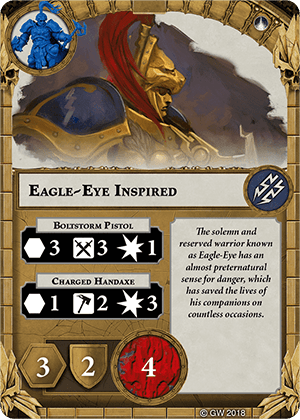 Eagle-Eye Inspired
Boltstorm Pistol
3 3 1
Charged Handaxe
1 2 3
The solemn and
reserved warrior known
as Eagle-Eye has an
almost preternatural
sense for danger, which
has saved the lives of
his companions on
countless occasions.
3 2 4
© GW 2018